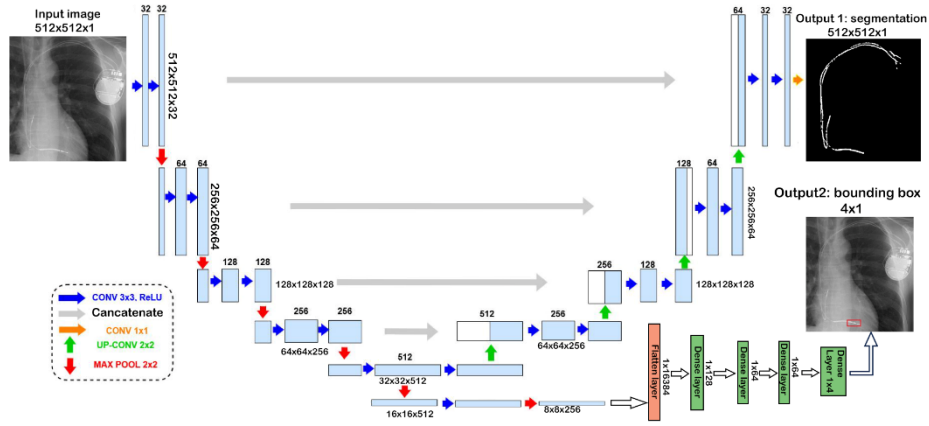 Input image
512x512x1
32
32
512x512x32
64
64
256x256x64
128
128
128x128x128
256
256
64x64x256
512
32x32x512
16x16x512
8x8x256
512
256
64x64x256
256
128
128x128x128
128
64
256x256x64
64
32
32
Output 1: segmentation
512x512x1
Output2: bounding box
4x1
Flatten layer
1x16384
Dense layer
1x128
Dense layer
1x64
Dense layer
1x64
Dense
Layer 1x4
CONV 3x3, ReLU
Cancatenate
CONV 1x1
UP-CONV 2x2
MAX POOL 2x2